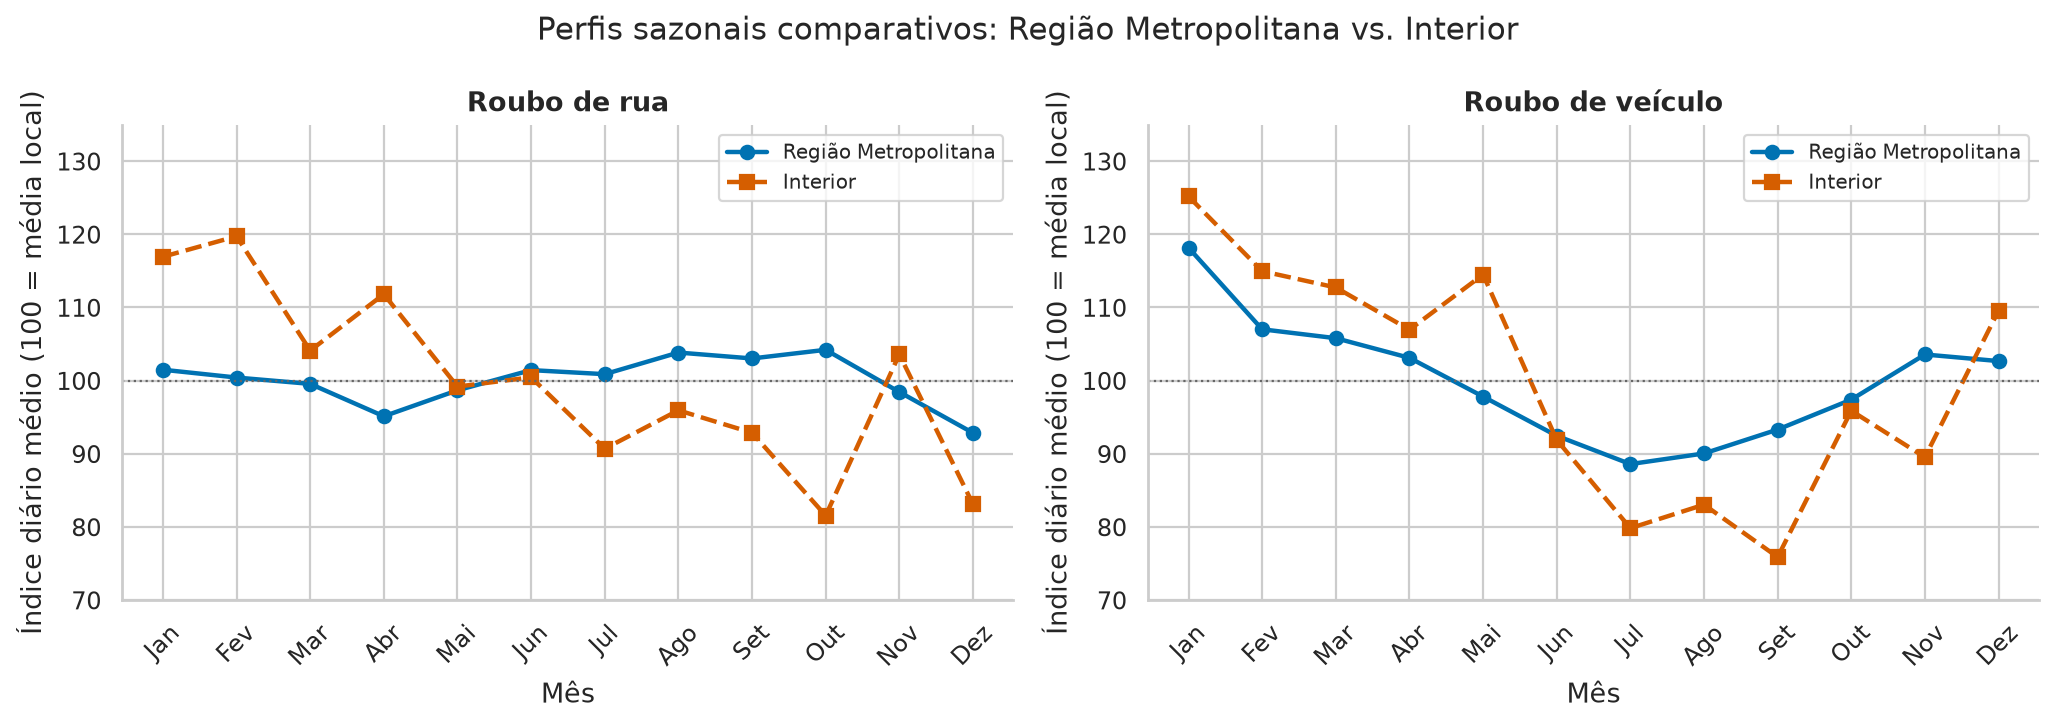 Perfis sazonais comparativos: Região Metropolitana vs. Interior
Roubo de rua
Índice diário médio (100 = média local)
130
120
110
100
90
80
70
Região Metropolitana
Interior
Jan
Fev
Mar
Abr
Mai
Jun
Jul
Ago
Set
Out
Nov
Dez
Mês
Roubo de veículo
Índice diário médio (100 = média local)
130
120
110
100
90
80
70
Região Metropolitana
Interior
Jan
Fev
Mar
Abr
Mai
Jun
Jul
Ago
Set
Out
Nov
Dez
Mês